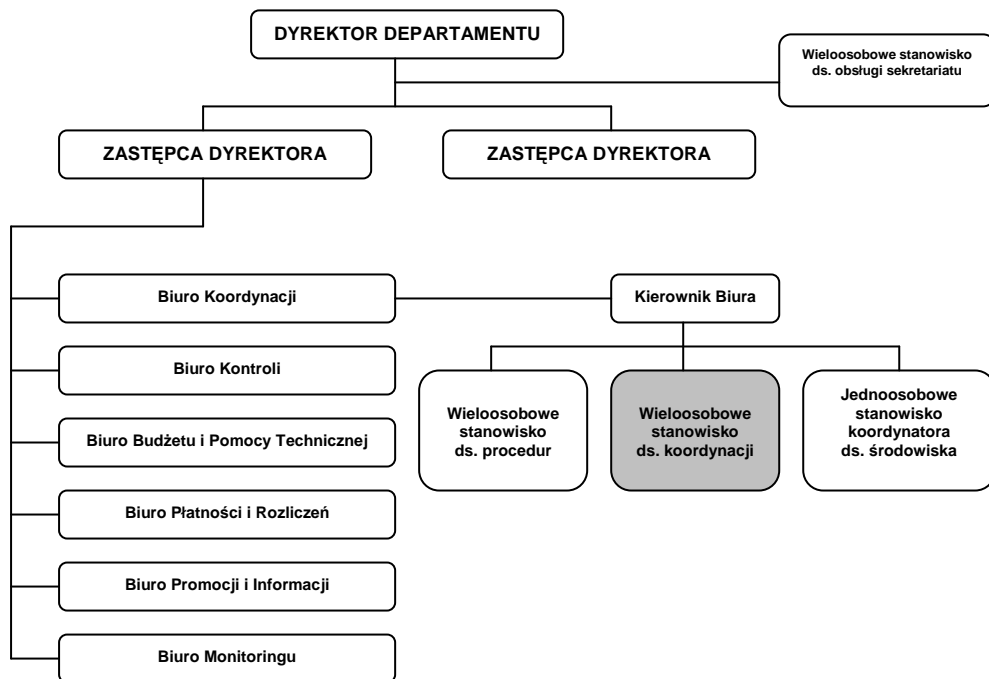 DYREKTOR DEPARTAMENTU
Wieloosobowe stanowisko
ds. obsługi sekretariatu
ZASTĘPCA DYREKTORA
ZASTĘPCA DYREKTORA
Biuro Koordynacji
Kierownik Biura
Biuro Kontroli
Wieloosobowe
stanowisko
ds. procedur
Wieloosobowe
stanowisko
ds. koordynacji
Jednoosobowe
stanowisko
koordynatora
ds. środowiska
Biuro Budżetu i Pomocy Technicznej
Biuro Płatności i Rozliczeń
Biuro Promocji i Informacji
Biuro Monitoringu